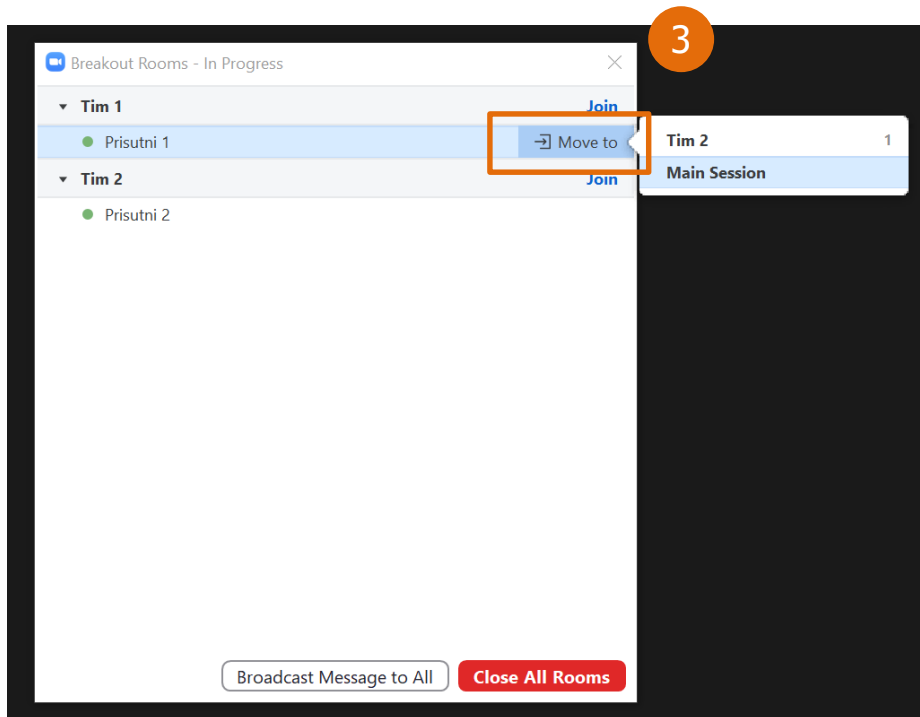 3
Breakout Rooms - In Progress
Tim 1 Join
Prisutni 1 Move to
Tim 2 1
Main Session
Tim 2 Join
Prisutni 2
Broadcast Message to All Close All Rooms